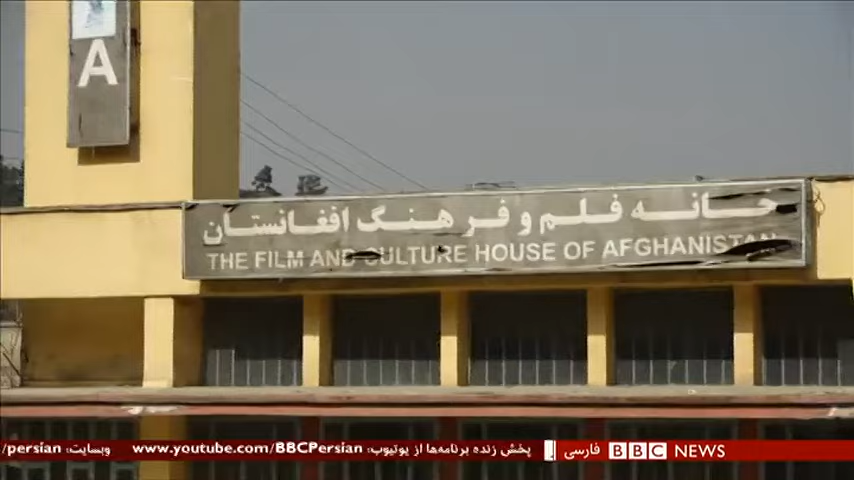 A
خانه فلم و فرهنگ افغانستان
THE FILM AND CULTURE HOUSE OF AFGHANISTAN
BBC NEWS فارسی پخش زنده برنامه‌ها از یوتیوب: www.youtube.com/BBCPersian وبسایت: persian/